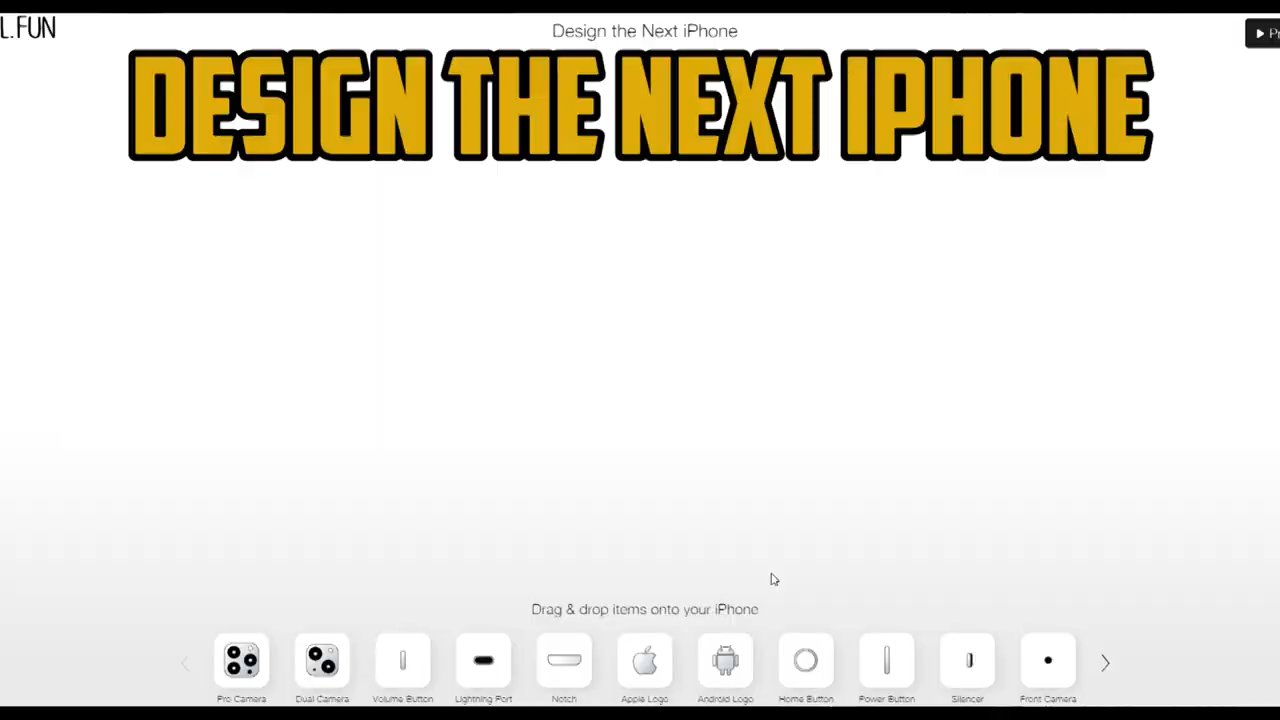 L.FUN
Design the Next iPhone
DESIGN THE NEXT IPHONE
Drag & drop items onto your iPhone
Pro Camera
Dual Camera
Volume Button
Lightning Port
Notch
Apple Logo
Android Logo
Home Button
Power Button
Silencer
Front Camera